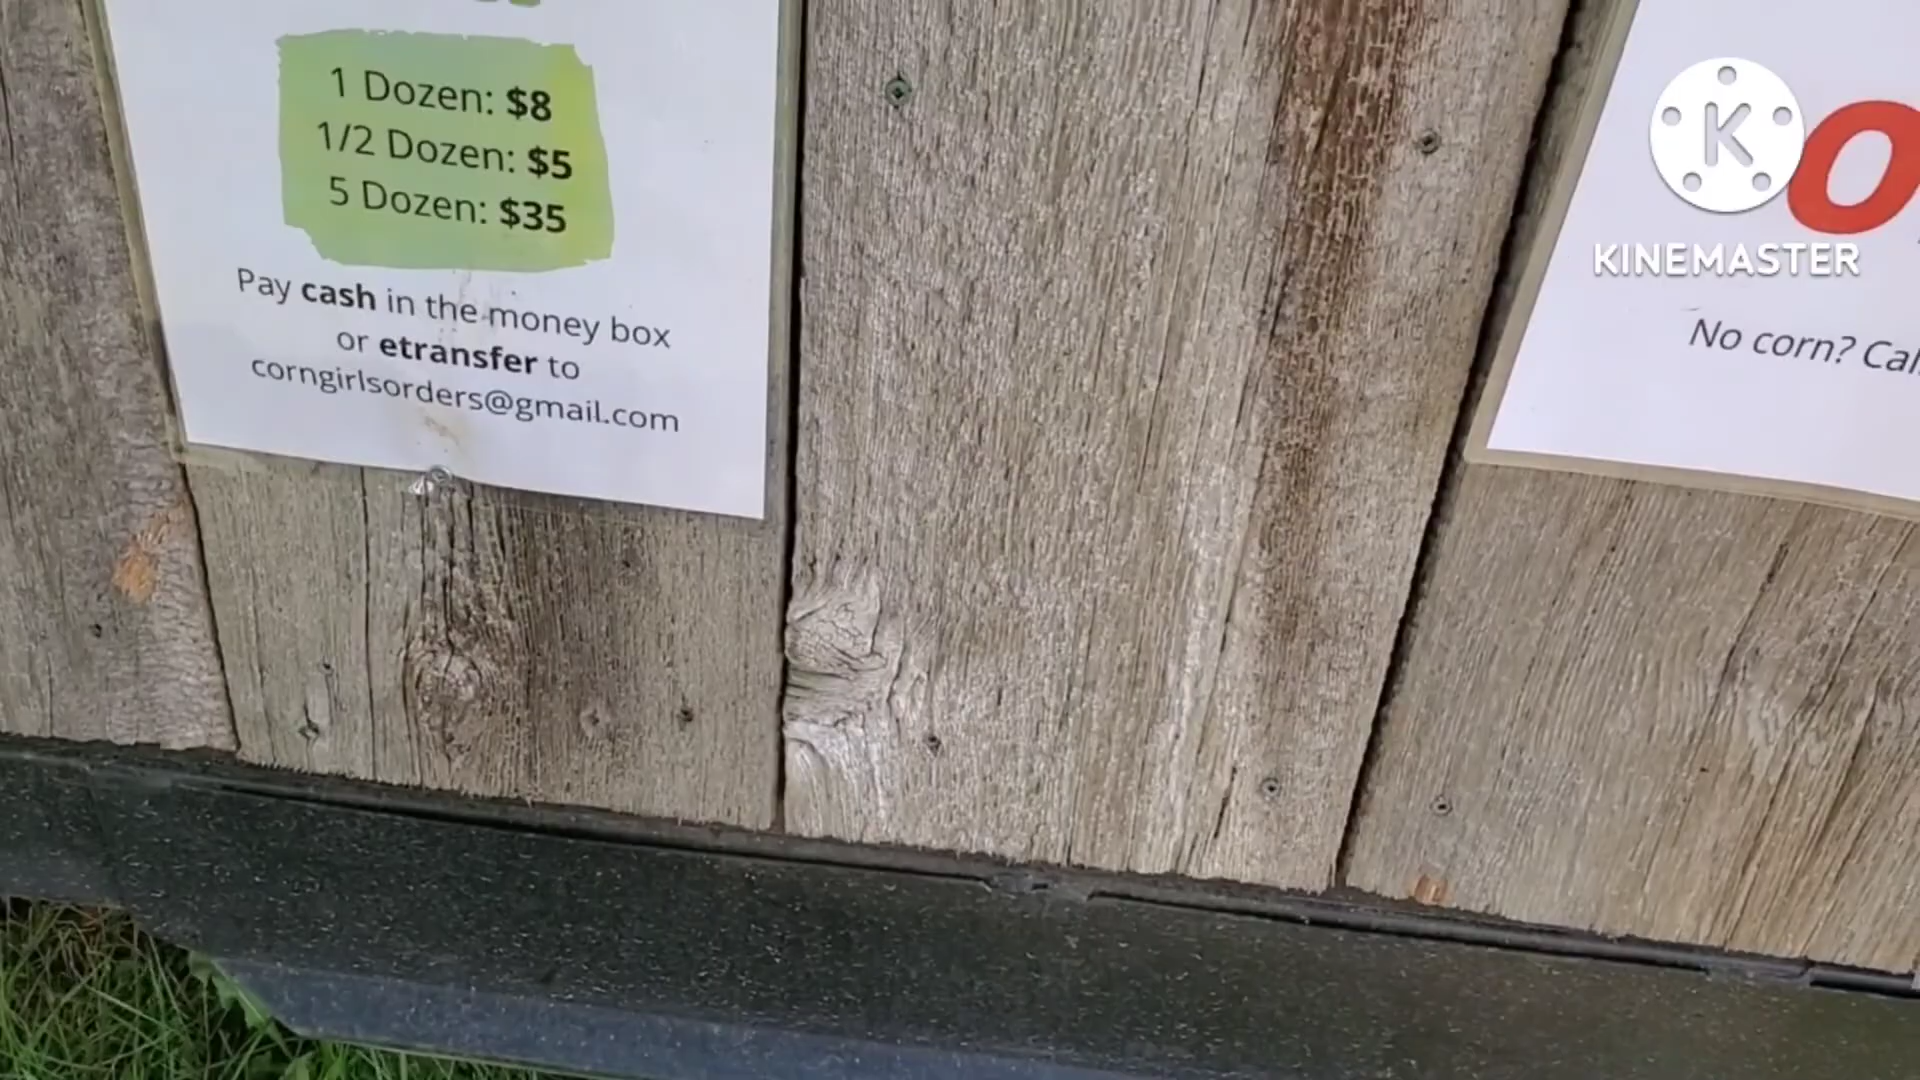 1 Dozen: $8
1/2 Dozen: $5
5 Dozen: $35
Pay cash in the money box
or etransfer to
corngirlsorders@gmail.com
K
KINEMASTER
No corn?